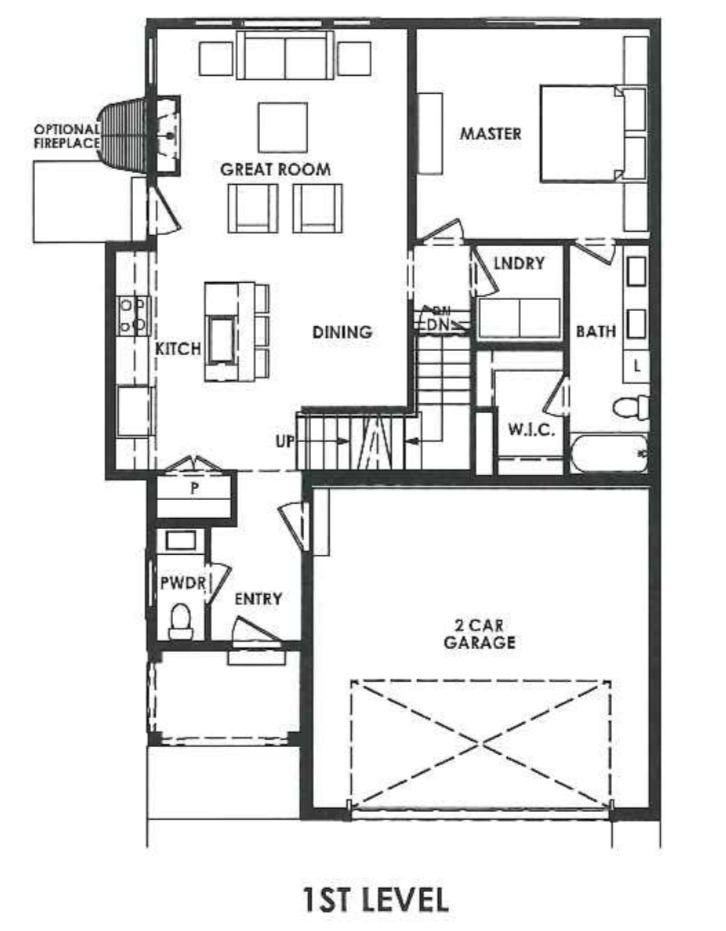 OPTIONAL
FIREPLACE
GREAT ROOM
MASTER
LNDRY
DN
DN
KITCH
DINING
BATH
L
UP
W.I.C.
P
PWDR
ENTRY
2 CAR
GARAGE
1ST LEVEL